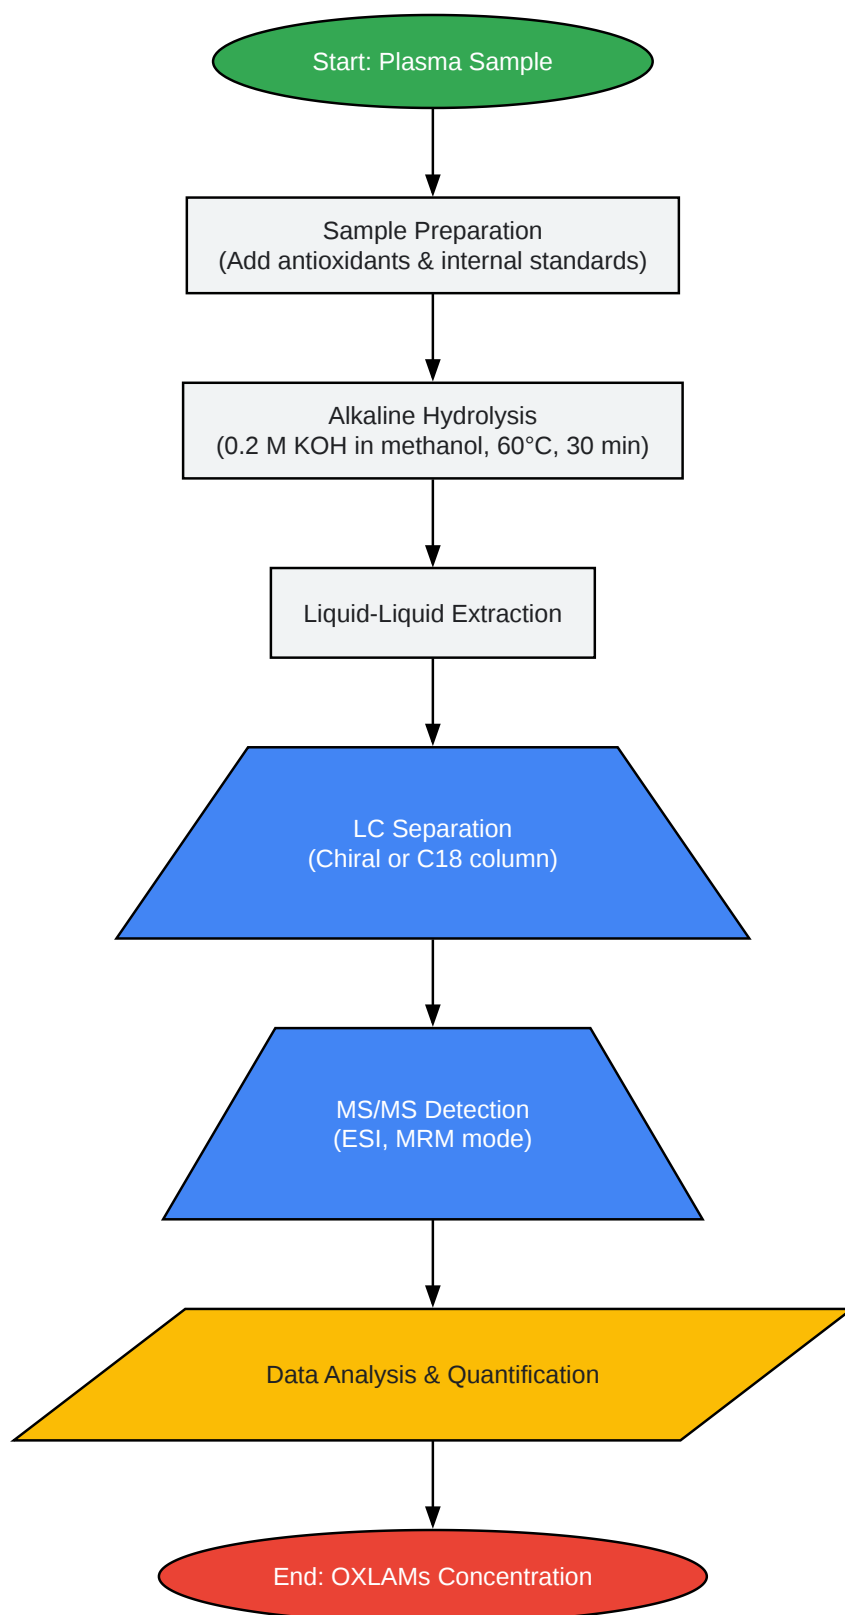 Start: Plasma Sample
Sample Preparation
(Add antioxidants & internal standards)
Alkaline Hydrolysis
(0.2 M KOH in methanol, 60°C, 30 min)
Liquid-Liquid Extraction
LC Separation
(Chiral or C18 column)
MS/MS Detection
(ESI, MRM mode)
Data Analysis & Quantification
End: OXLAMs Concentration